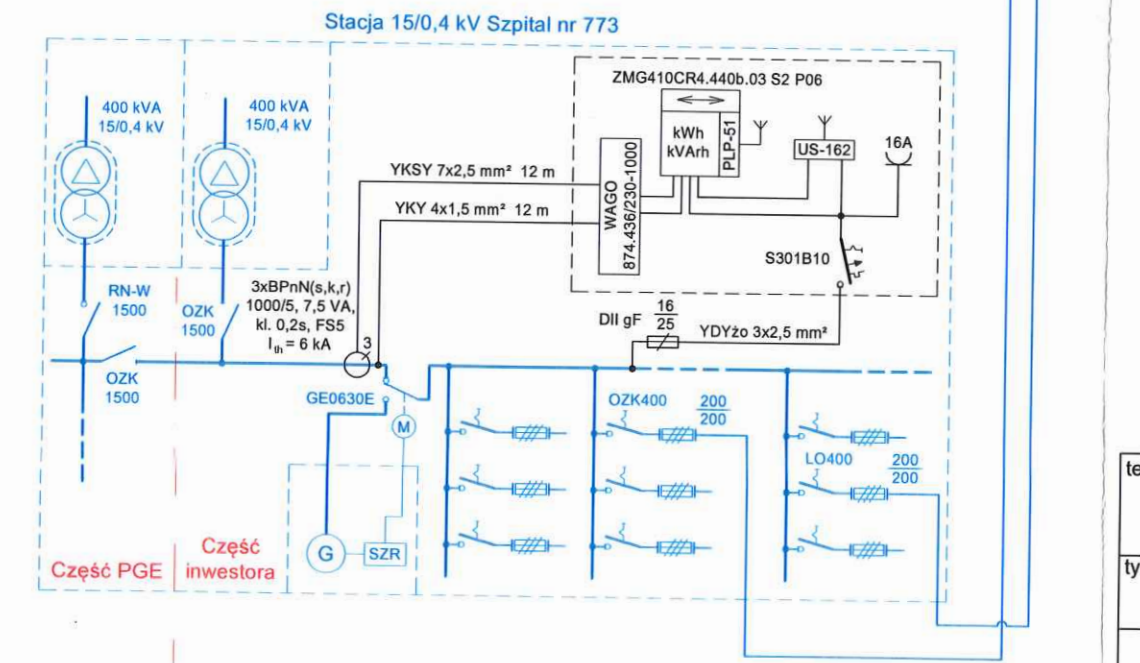 Stacja 15/0,4 kV Szpital nr 773
400 kVA
15/0,4 kV
400 kVA
15/0,4 kV
ZMG410CR4.440b.03 S2 P06
kWh
kVArh
PLP-51
US-162
16A
YKSY 7x2,5 mm² 12 m
YKY 4x1,5 mm² 12 m
WAGO
874.436/230-1000
S301B10
RN-W
1500
OZK
1500
3xBPnN(s,k,r)
1000/5, 7,5 VA,
kl. 0,2s, FS5
Ith = 6 kA
3
DII gF
16
25
YDYżo 3x2,5 mm²
OZK
1500
GE0630E
M
OZK400
200
200
LO400
200
200
G
SZR
Część PGE
Część
inwestora
te
ty